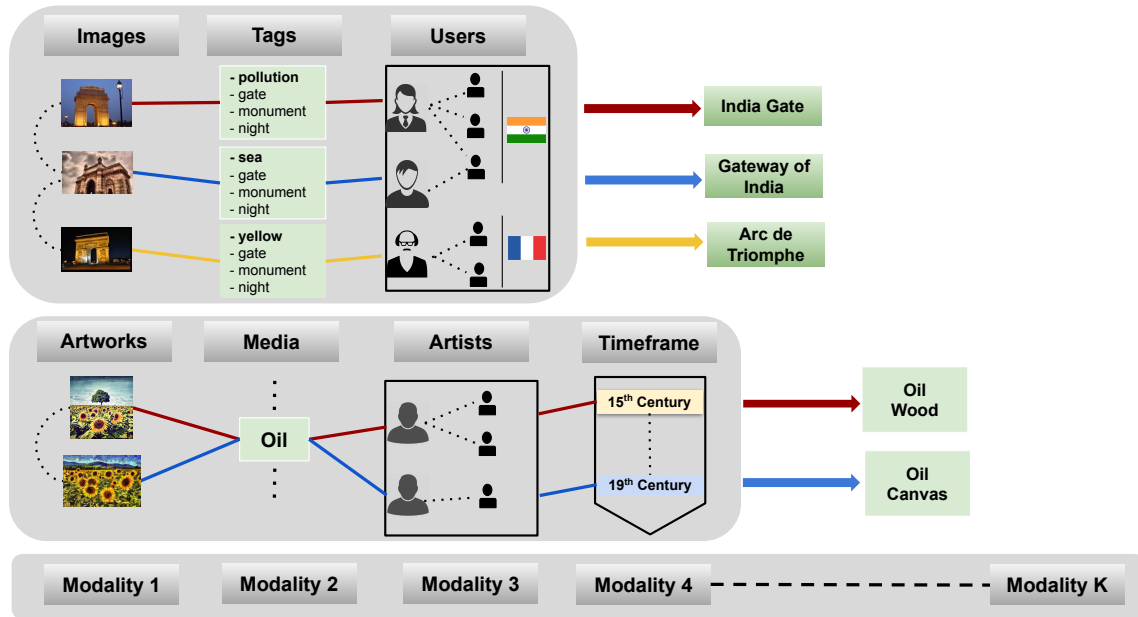 Images
Tags
Users
- pollution
- gate
- monument
- night
- sea
- gate
- monument
- night
- yellow
- gate
- monument
- night
India Gate
Gateway of
India
Arc de
Triomphe
Artworks
Media
Artists
Timeframe
Oil
15th Century
19th Century
Oil
Wood
Oil
Canvas
Modality 1
Modality 2
Modality 3
Modality 4
Modality K